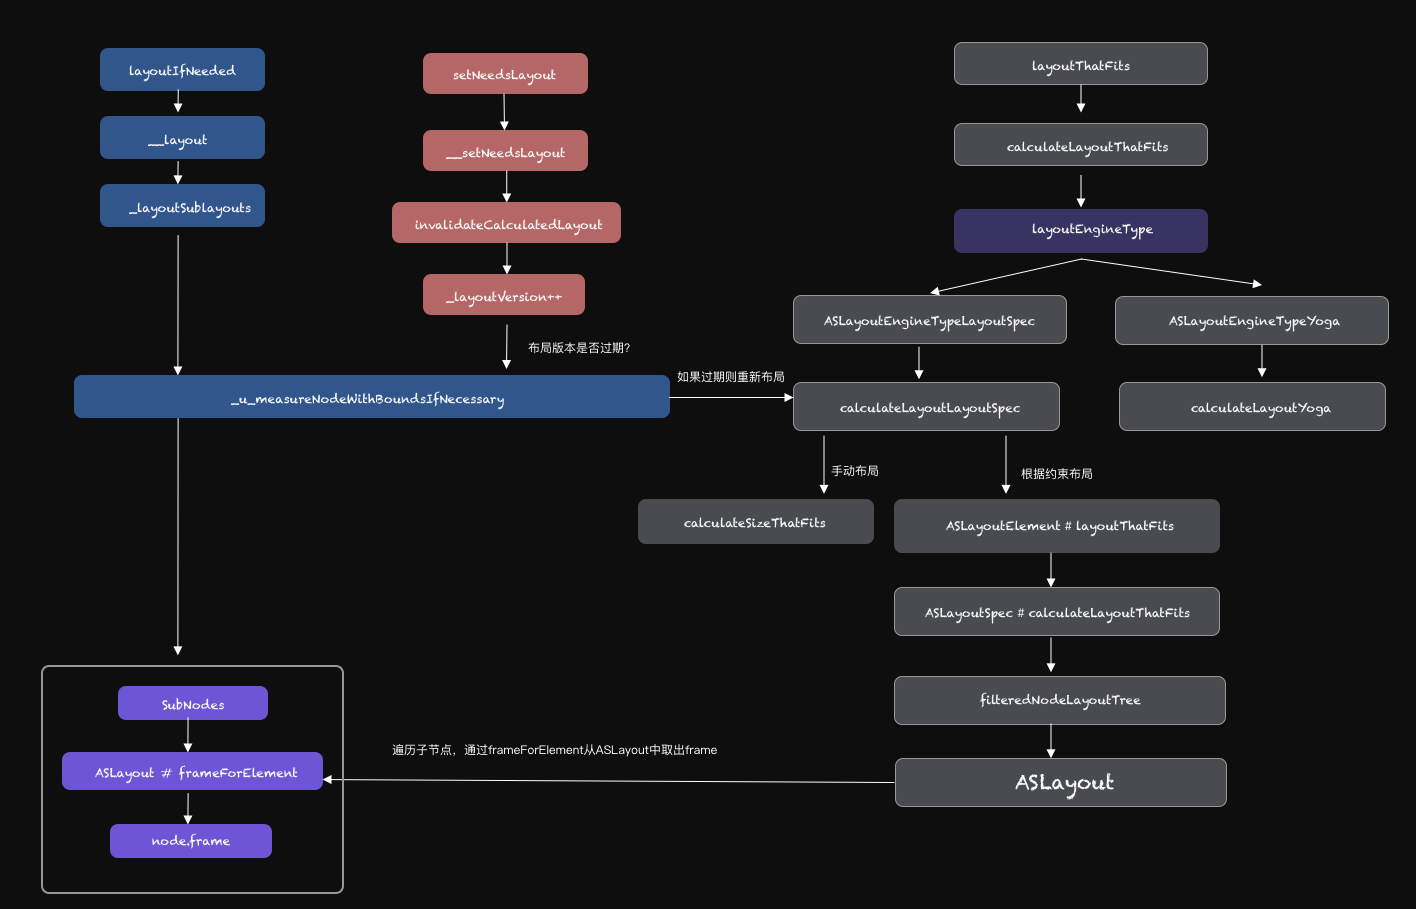 layoutIfNeeded
__layout
_layoutSublayouts
setNeedsLayout
__setNeedsLayout
invalidateCalculatedLayout
_layoutVersion++
布局版本是否过期?
_u_measureNodeWithBoundsIfNecessary
如果过期则重新布局
layoutThatFits
calculateLayoutThatFits
layoutEngineType
ASLayoutEngineTypeLayoutSpec
ASLayoutEngineTypeYoga
calculateLayoutLayoutSpec
calculateLayoutYoga
手动布局
根据约束布局
calculateSizeThatFits
ASLayoutElement # layoutThatFits
ASLayoutSpec # calculateLayoutThatFits
filteredNodeLayoutTree
ASLayout
遍历子节点，通过frameForElement从ASLayout中取出frame
SubNodes
ASLayout # frameForElement
node.frame